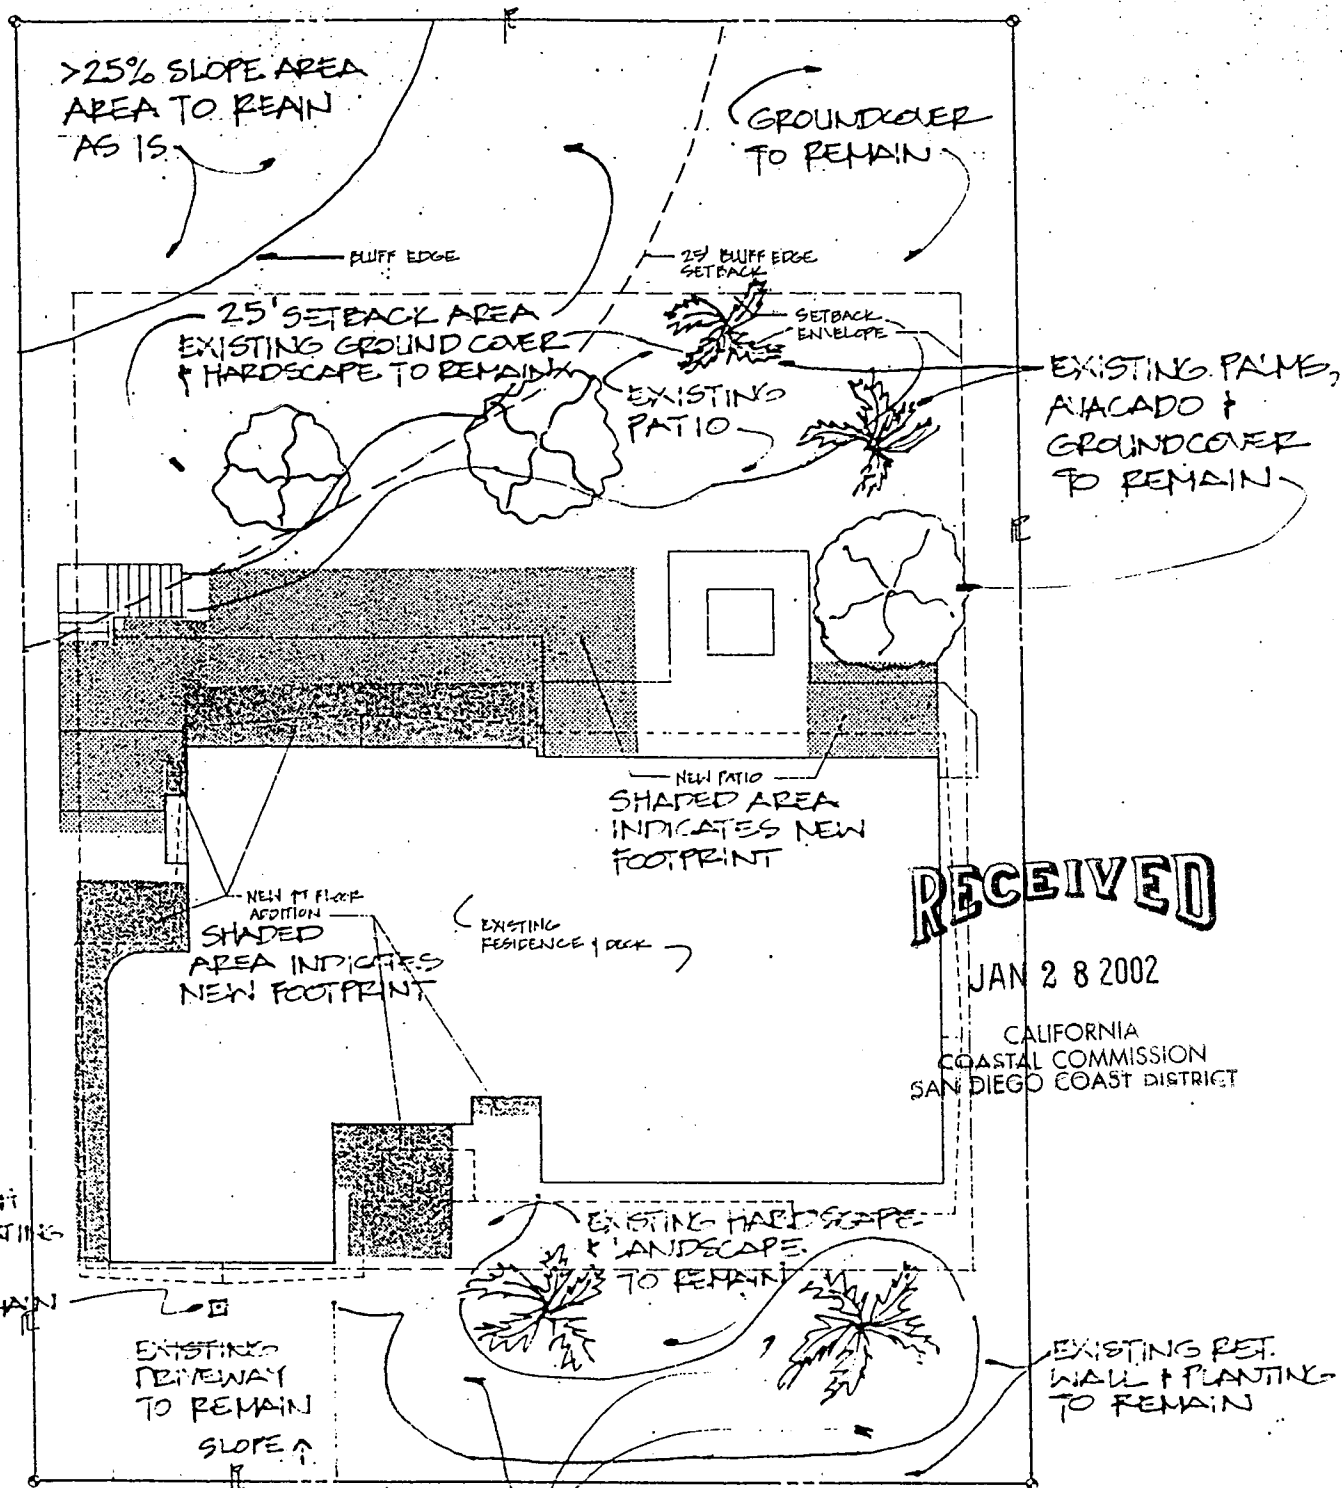 >25% SLOPE AREA
AREA TO REAIN
AS IS
GROUNDCOVER
TO REMAIN
BLUFF EDGE
25' BLUFF EDGE
SETBACK
25' SETBACK AREA
EXISTING GROUND COVER
& HARDSCAPE TO REMAIN
SETBACK
ENVELOPE
EXISTING
PATIO
EXISTING PALMS,
AVACADO &
GROUNDCOVER
TO REMAIN
NEW PATIO
SHADED AREA
INDICATES NEW
FOOTPRINT
NEW 1ST FLOOR
ADDITION
SHADED
AREA INDICATES
NEW FOOTPRINT
EXISTING
RESIDENCE & DECK
RECEIVED
JAN 28 2002
CALIFORNIA
COASTAL COMMISSION
SAN DIEGO COAST DISTRICT
EXISTING HARDSCAPE
& LANDSCAPE
TO REMAIN
EXISTING
DRIVEWAY
TO REMAIN
SLOPE
EXISTING RET.
WALL & PLANTING
TO REMAIN